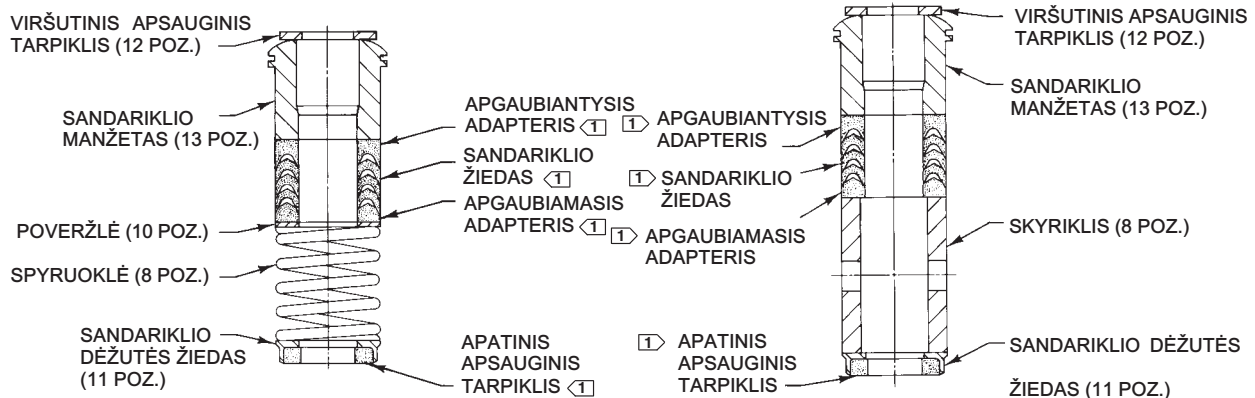 VIRŠUTINIS APSAUGINIS
TARPIKLIS (12 POZ.)
SANDARIKLIO
MANŽETAS (13 POZ.)
POVERŽLĖ (10 POZ.)
SPYRUOKLĖ (8 POZ.)
SANDARIKLIO
DĖŽUTĖS ŽIEDAS
(11 POZ.)
APGAUBIANTYSIS
ADAPTERIS 1
SANDARIKLIO
ŽIEDAS 1
APGAUBIAMASIS
ADAPTERIS 1
APATINIS
APSAUGINIS
TARPIKLIS 1
1 APGAUBIANTYSIS
ADAPTERIS
1 SANDARIKLIO
ŽIEDAS
1 APGAUBIAMASIS
ADAPTERIS
1 APATINIS
APSAUGINIS
TARPIKLIS
VIRŠUTINIS APSAUGINIS
TARPIKLIS (12 POZ.)
SANDARIKLIO
MANŽETAS (13 POZ.)
SKYRIKLIS (8 POZ.)
SANDARIKLIO DĖŽUTĖS
ŽIEDAS (11 POZ.)